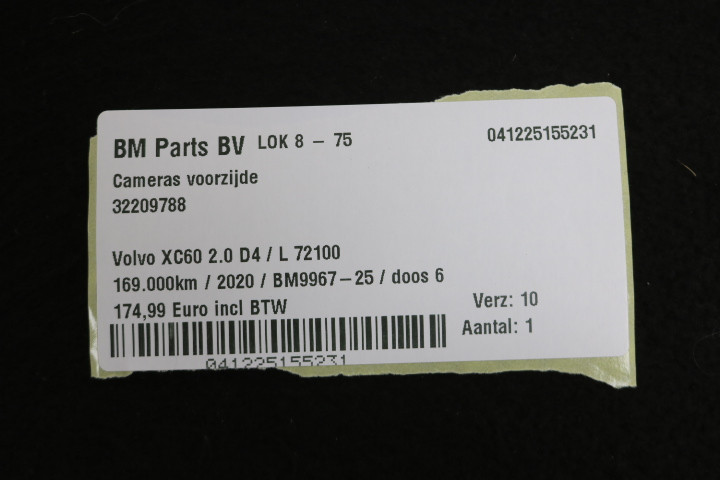 BM Parts BV LOK 8 – 75 041225155231
Cameras voorzijde
32209788
Volvo XC60 2.0 D4 / L 72100
169.000km / 2020 / BM9967-25 / doos 6
174,99 Euro incl BTW
Verz: 10
Aantal: 1
041225155231